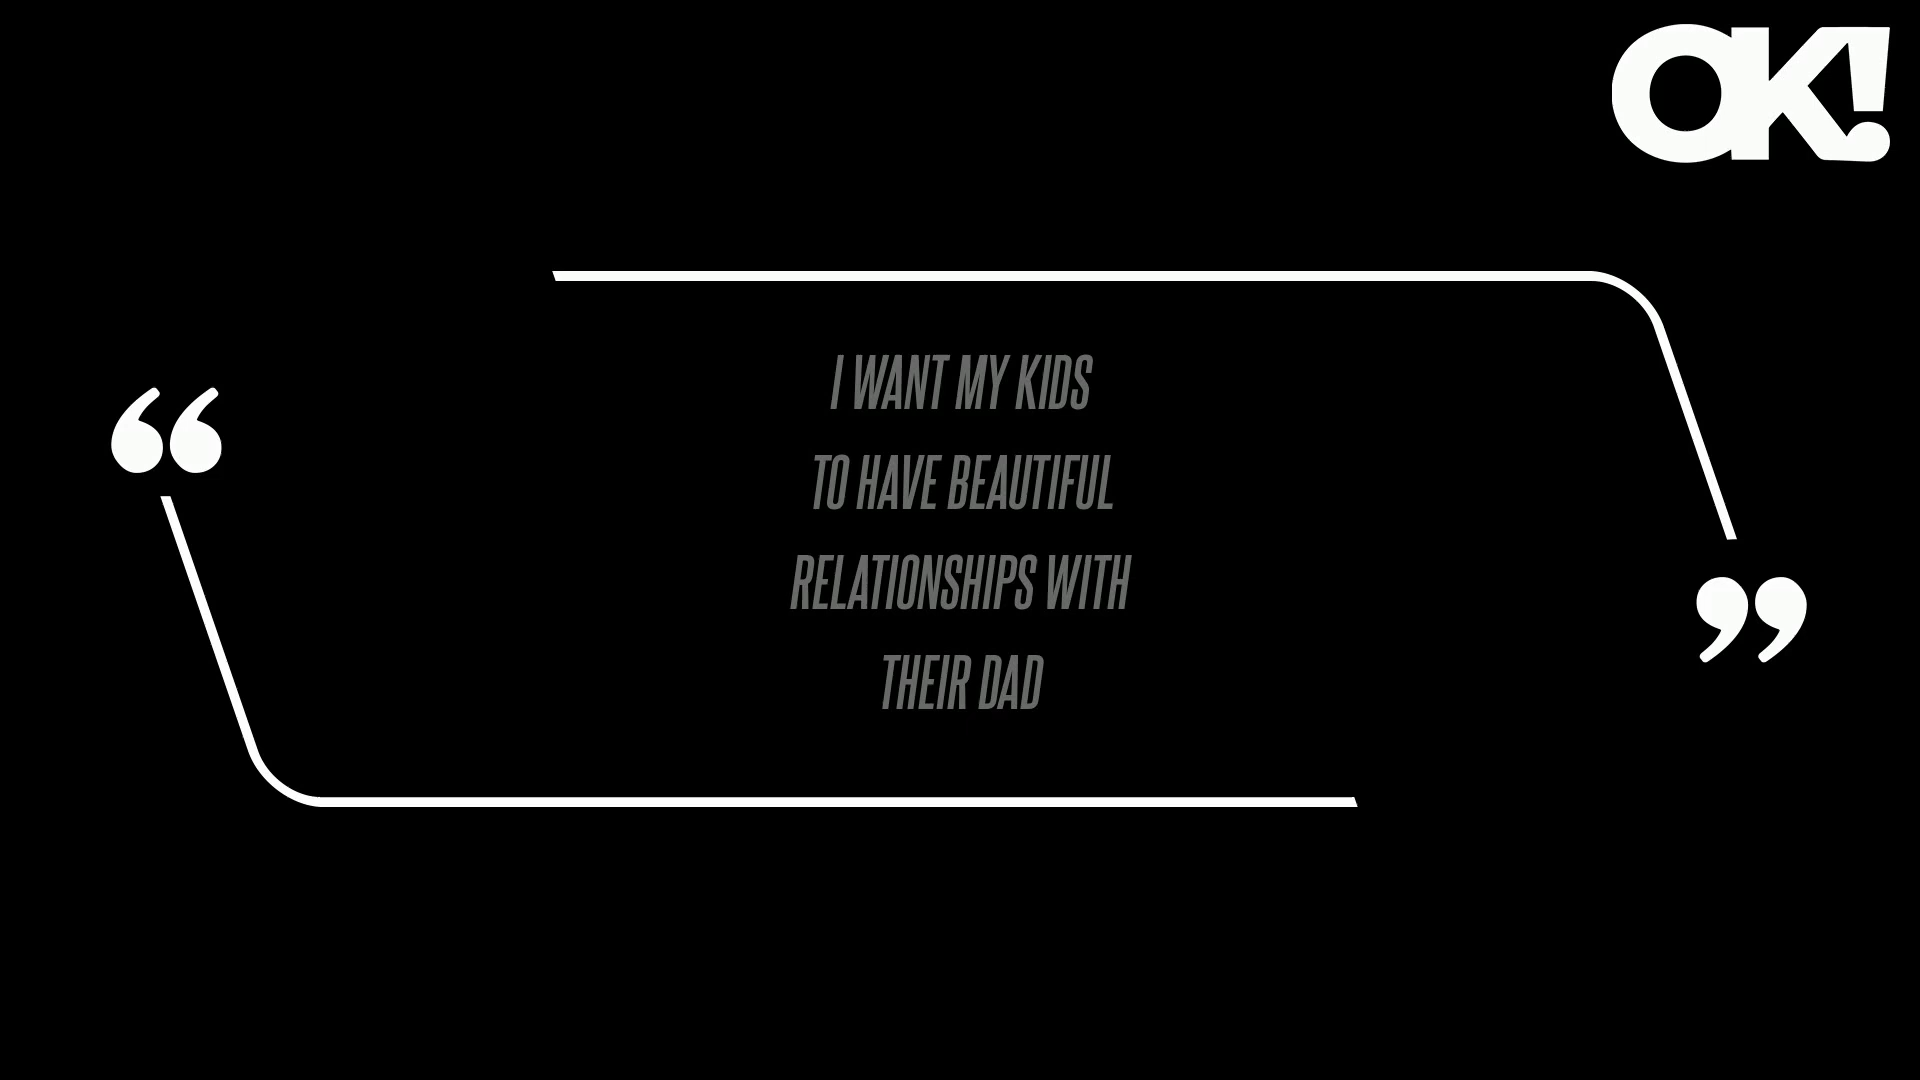 OK!
“
I WANT MY KIDS
TO HAVE BEAUTIFUL
RELATIONSHIPS WITH
THEIR DAD
”